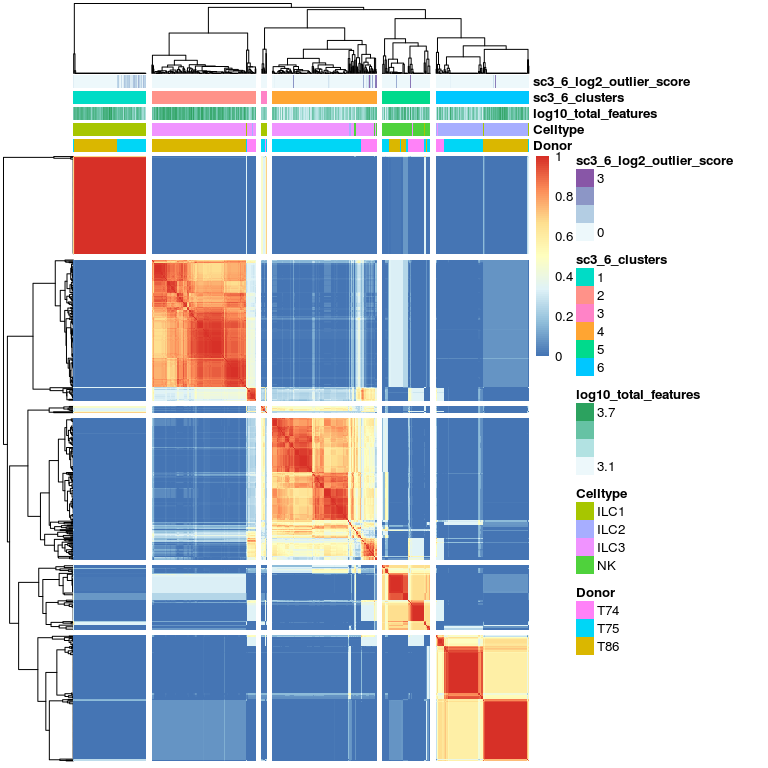 sc3_6_log2_outlier_score
sc3_6_clusters
log10_total_features
Celltype
Donor
1
0.8
0.6
0.4
0.2
0
sc3_6_log2_outlier_score
3
0
sc3_6_clusters
1
2
3
4
5
6
log10_total_features
3.7
3.1
Celltype
ILC1
ILC2
ILC3
NK
Donor
T74
T75
T86